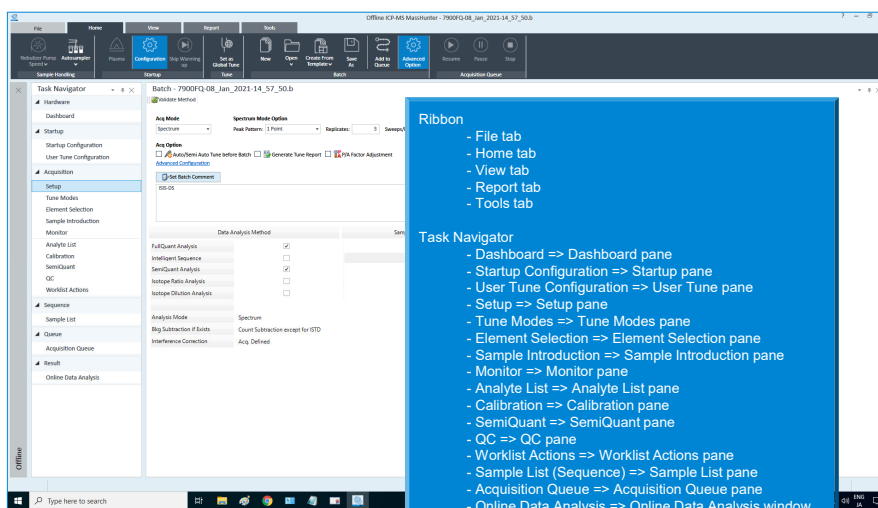 Offline ICP-MS MassHunter - 7900FQ-08_Jan_2021-14_57_50.b
File Home View Report Tools
Nebulizer Pump Speed Autosampler Plasma Configuration Skip Warming up Set as Global Tune New Open Create From Template Save As Add to Queue Advanced Option Resume Pause Stop
Sample Handling Startup Tune Batch Acquisition Queue
Task Navigator
Hardware
Dashboard
Startup
Startup Configuration
User Tune Configuration
Acquisition
Setup
Tune Modes
Element Selection
Sample Introduction
Monitor
Analyte List
Calibration
SemiQuant
QC
Worklist Actions
Sequence
Sample List
Queue
Acquisition Queue
Result
Online Data Analysis
Offline
Batch - 7900FQ-08_Jan_2021-14_57_50.b
Validate Method
Acq Mode Spectrum Mode Option
Spectrum Peak Pattern: 1 Point Replicates: 3
Acq Option
Auto/Semi Auto Tune before Batch Generate Tune Report P/A Factor Adjustment
Advanced Configuration
Set Batch Comment
ISIS-DS
Data Analysis Method
FullQuant Analysis
Intelligent Sequence
SemiQuant Analysis
Isotope Ratio Analysis
Isotope Dilution Analysis
Analysis Mode Spectrum
Bkg Subtraction if Exists Count Subtraction except for ISTD
Interference Correction Acq. Defined
Ribbon
- File tab
- Home tab
- View tab
- Report tab
- Tools tab
Task Navigator
- Dashboard => Dashboard pane
- Startup Configuration => Startup pane
- User Tune Configuration => User Tune pane
- Setup => Setup pane
- Tune Modes => Tune Modes pane
- Element Selection => Element Selection pane
- Sample Introduction => Sample Introduction pane
- Monitor => Monitor pane
- Analyte List => Analyte List pane
- Calibration => Calibration pane
- SemiQuant => SemiQuant pane
- QC => QC pane
- Worklist Actions => Worklist Actions pane
- Sample List (Sequence) => Sample List pane
- Acquisition Queue => Acquisition Queue pane
- Online Data Analysis => Online Data Analysis window
Type here to search
ENG
JA